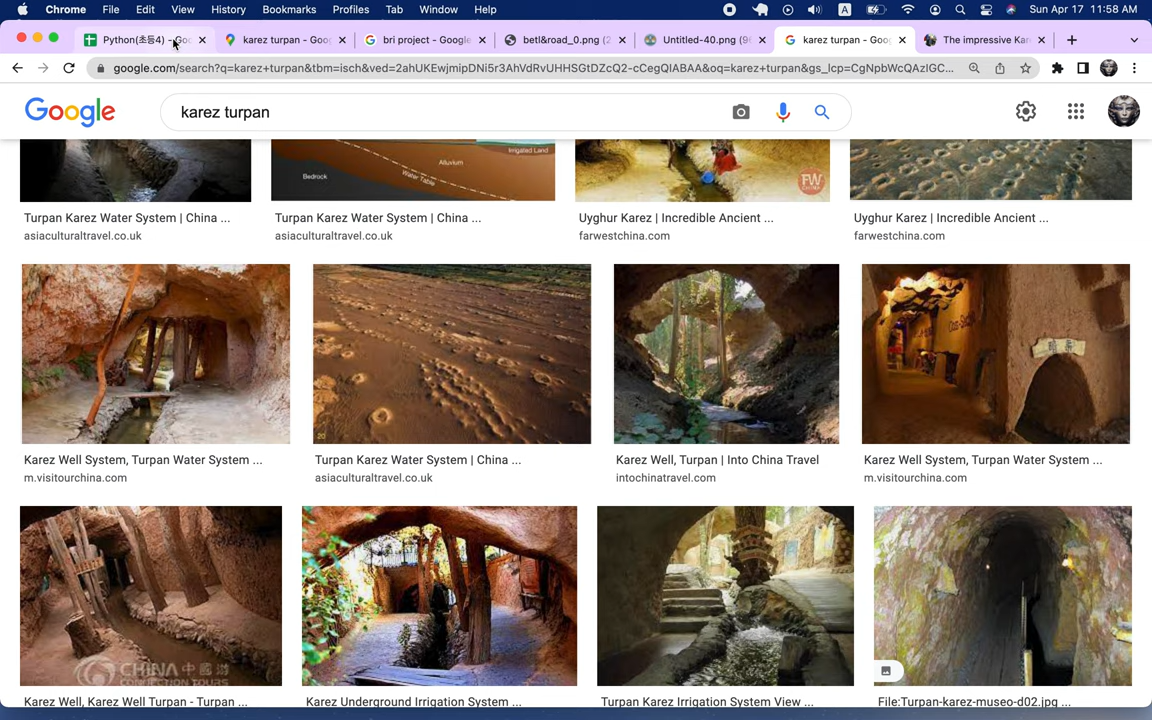 Chrome File Edit View History Bookmarks Profiles Tab Window Help A Sun Apr 17 11:58 AM
Python(초등4) - Goo karez turpan - Goo bri project - Google betl&road_0.png (2 Untitled-40.png (96 karez turpan - Goo The impressive Kar
google.com/search?q=karez+turpan&tbm=isch&ved=2ahUKEwjmipDNi5r3AhVdRvUHHSGtDZcQ2-cCegQIABAA&oq=karez+turpan&gs_lcp=CgNpbWcQAzIGC...
Google karez turpan
Bedrock Water Table Alluvium Irrigated Land FW CHINA
Turpan Karez Water System | China ... Turpan Karez Water System | China ... Uyghur Karez | Incredible Ancient ... Uyghur Karez | Incredible Ancient ...
asiaculturaltravel.co.uk asiaculturaltravel.co.uk farwestchina.com farwestchina.com
20
Karez Well System, Turpan Water System ... Turpan Karez Water System | China ... Karez Well, Turpan | Into China Travel Karez Well System, Turpan Water System ...
m.visitourchina.com asiaculturaltravel.co.uk intochinatravel.com m.visitourchina.com
CHINA 中國游
CONNECTION TOURS
Karez Well, Karez Well Turpan - Turpan ... Karez Underground Irrigation System ... Turpan Karez Irrigation System View ... File:Turpan-karez-museo-d02.jpg ...